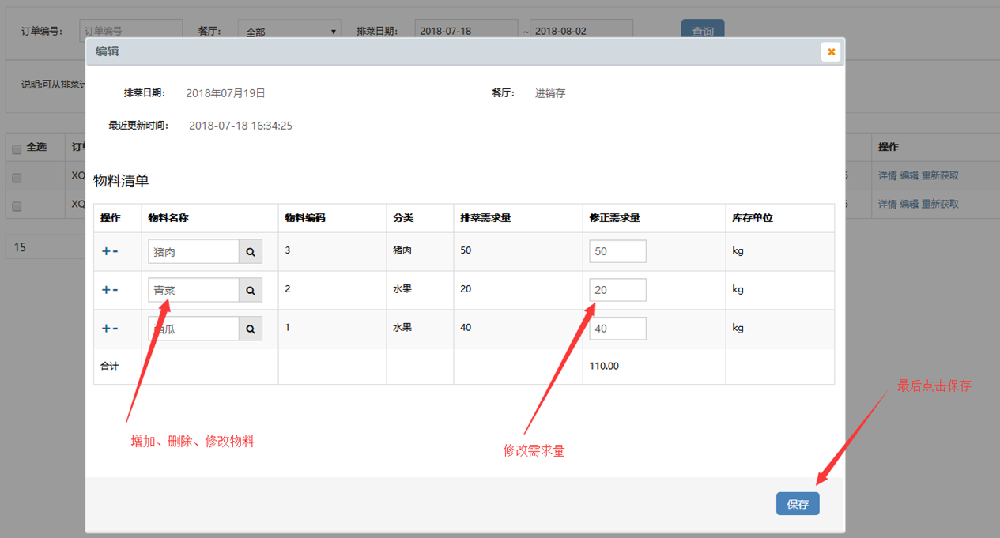 订单编号: 订单编号 餐厅: 全部 排菜日期: 2018-07-18 ~ 2018-08-02 查询
编辑
说明:可从排菜
排菜日期: 2018年07月19日 餐厅: 进销存
最近更新时间: 2018-07-18 16:34:25
全选 操作
XQ 详情 编辑 重新获取
XQ 详情 编辑 重新获取
15
物料清单
操作 物料名称 物料编码 分类 排菜需求量 修正需求量 库存单位
+- 猪肉 3 猪肉 50 50 kg
+- 青菜 2 水果 20 20 kg
+- 西瓜 1 水果 40 40 kg
合计 110.00
最后点击保存
增加、删除、修改物料
修改需求量
保存